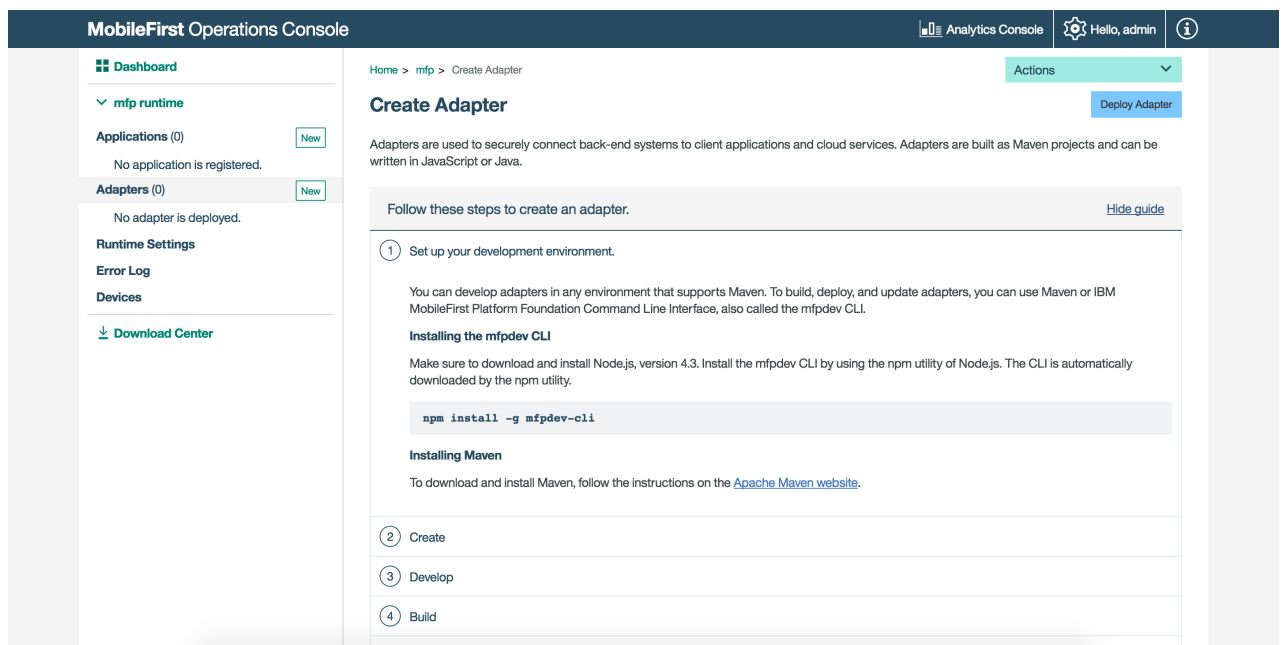 MobileFirst Operations Console
Analytics Console
Hello, admin
Dashboard
mfp runtime
Applications (0)
New
No application is registered.
Adapters (0)
New
No adapter is deployed.
Runtime Settings
Error Log
Devices
Download Center
Home > mfp > Create Adapter
Actions
Create Adapter
Deploy Adapter
Adapters are used to securely connect back-end systems to client applications and cloud services. Adapters are built as Maven projects and can be
written in JavaScript or Java.
Follow these steps to create an adapter.
Hide guide
1 Set up your development environment.
You can develop adapters in any environment that supports Maven. To build, deploy, and update adapters, you can use Maven or IBM
MobileFirst Platform Foundation Command Line Interface, also called the mfpdev CLI.
Installing the mfpdev CLI
Make sure to download and install Node.js, version 4.3. Install the mfpdev CLI by using the npm utility of Node.js. The CLI is automatically
downloaded by the npm utility.
npm install -g mfpdev-cli
Installing Maven
To download and install Maven, follow the instructions on the Apache Maven website.
2 Create
3 Develop
4 Build